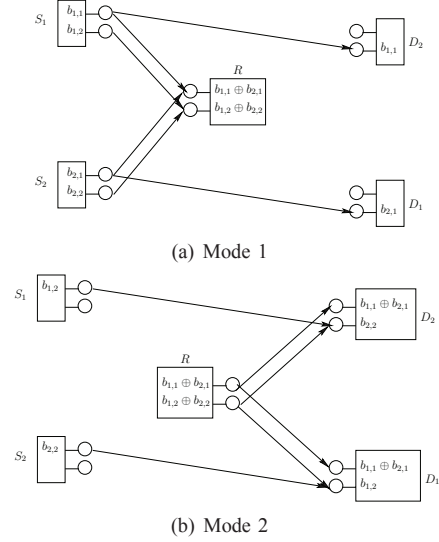 S₁
b₁,₁
b₁,₂
b₁,₁
D₂
R
b₁,₁ ⊕ b₂,₁
b₁,₂ ⊕ b₂,₂
S₂
b₂,₁
b₂,₂
b₂,₁
D₁
(a) Mode 1
S₁
b₁,₂
b₁,₁ ⊕ b₂,₁
b₂,₂
D₂
R
b₁,₁ ⊕ b₂,₁
b₁,₂ ⊕ b₂,₂
S₂
b₂,₂
b₁,₁ ⊕ b₂,₁
b₁,₂
D₁
(b) Mode 2